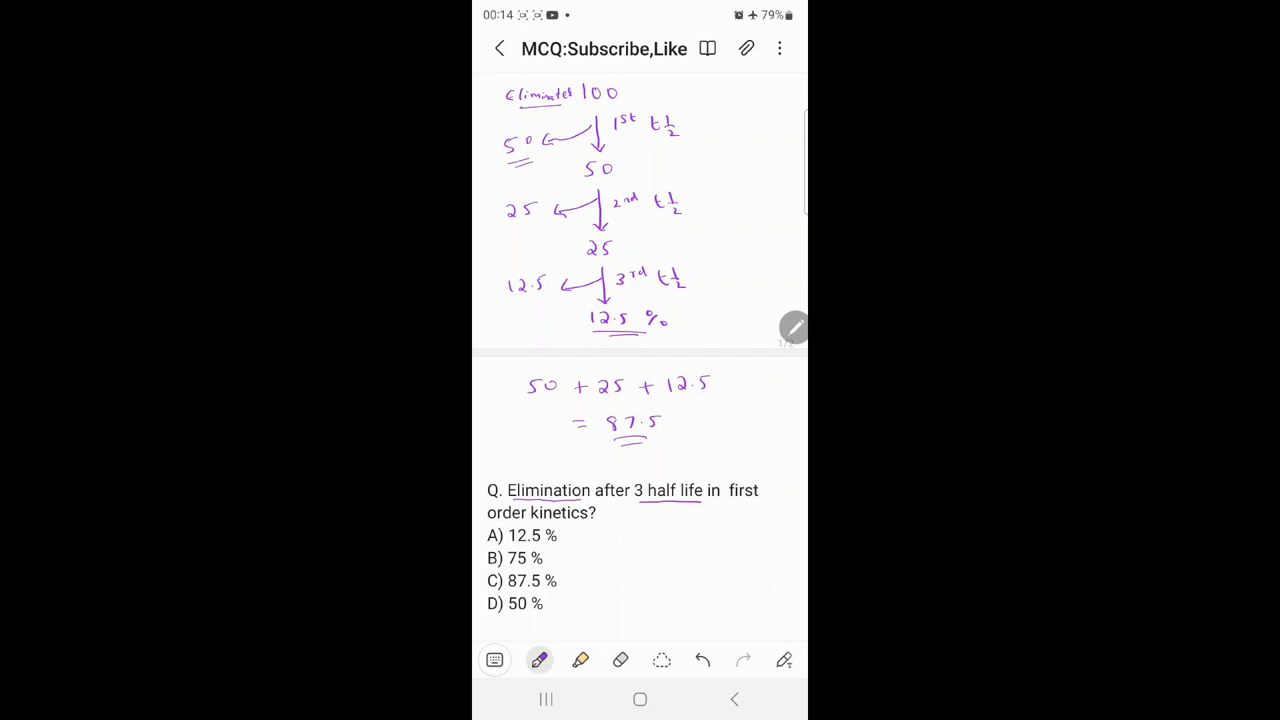 00:14 79%
MCQ:Subscribe,Like
Eliminated 100
1st t½
50
50
2nd t½
25
25
3rd t½
12.5
12.5 %
1/2
50 + 25 + 12.5
= 87.5
Q. Elimination after 3 half life in first
order kinetics?
A) 12.5 %
B) 75 %
C) 87.5 %
D) 50 %